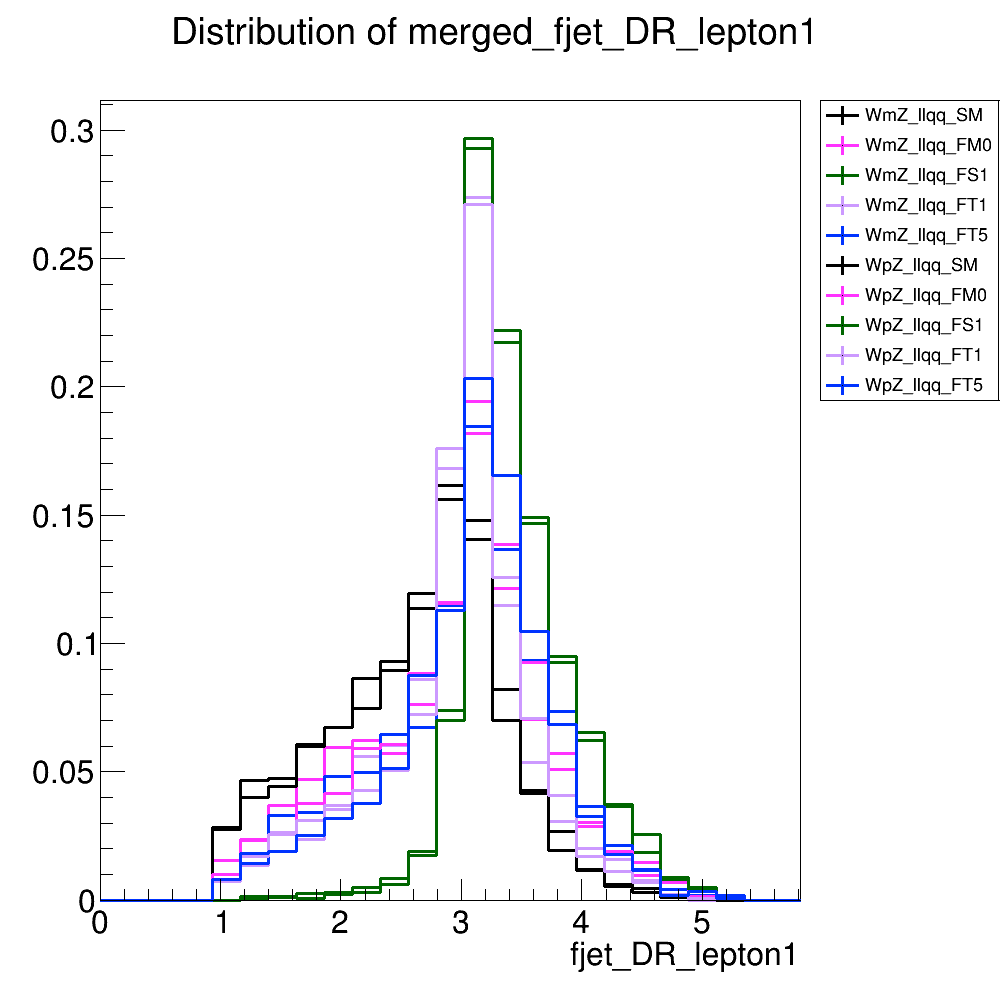 Distribution of merged_fjet_DR_lepton1
0.3
0.25
0.2
0.15
0.1
0.05
0
0 1 2 3 4 5
fjet_DR_lepton1
WmZ_llqq_SM
WmZ_llqq_FM0
WmZ_llqq_FS1
WmZ_llqq_FT1
WmZ_llqq_FT5
WpZ_llqq_SM
WpZ_llqq_FM0
WpZ_llqq_FS1
WpZ_llqq_FT1
WpZ_llqq_FT5